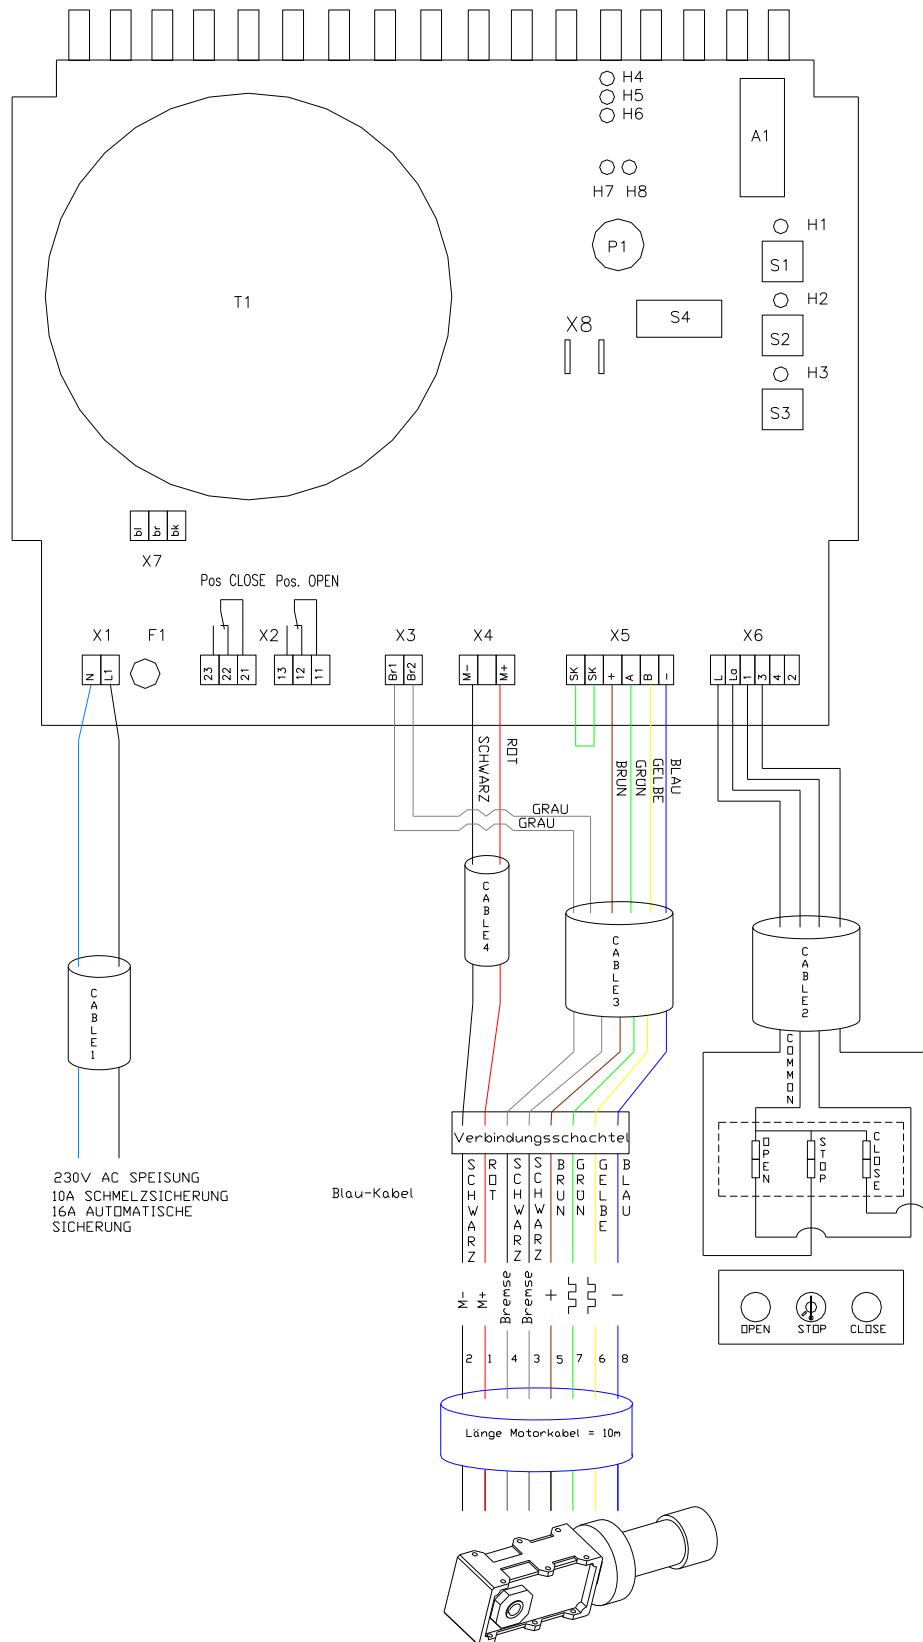 H4
H5
H6
A1
H7 H8
H1
P1
S1
T1
H2
X8
S4
S2
H3
S3
bl br bk
X7
Pos CLOSE Pos. OPEN
X1 F1 X2 X3 X4 X5 X6
N L1
23 22 21
13 12 11
Br1 Br2
M- M+
SK SK + A B -
L La 1 3 4 2
SCHWARZ
ROT
BRUN
GRÜN
GELBE
BLAU
GRAU
GRAU
CABLE4
CABLE3
CABLE2
CABLE1
COMMON
Verbindungsschachtel
OPEN
STOP
CLOSE
230V AC SPEISUNG
10A SCHMELZSICHERUNG
16A AUTOMATISCHE
SICHERUNG
Blau-Kabel
SCHWARZ
ROT
SCHWARZ
SCHWARZ
BRUN
GRÜN
GELBE
BLAU
M-
M+
Bremse
Bremse
+
-
OPEN STOP CLOSE
2 1 4 3 5 7 6 8
Länge Motorkabel = 10m